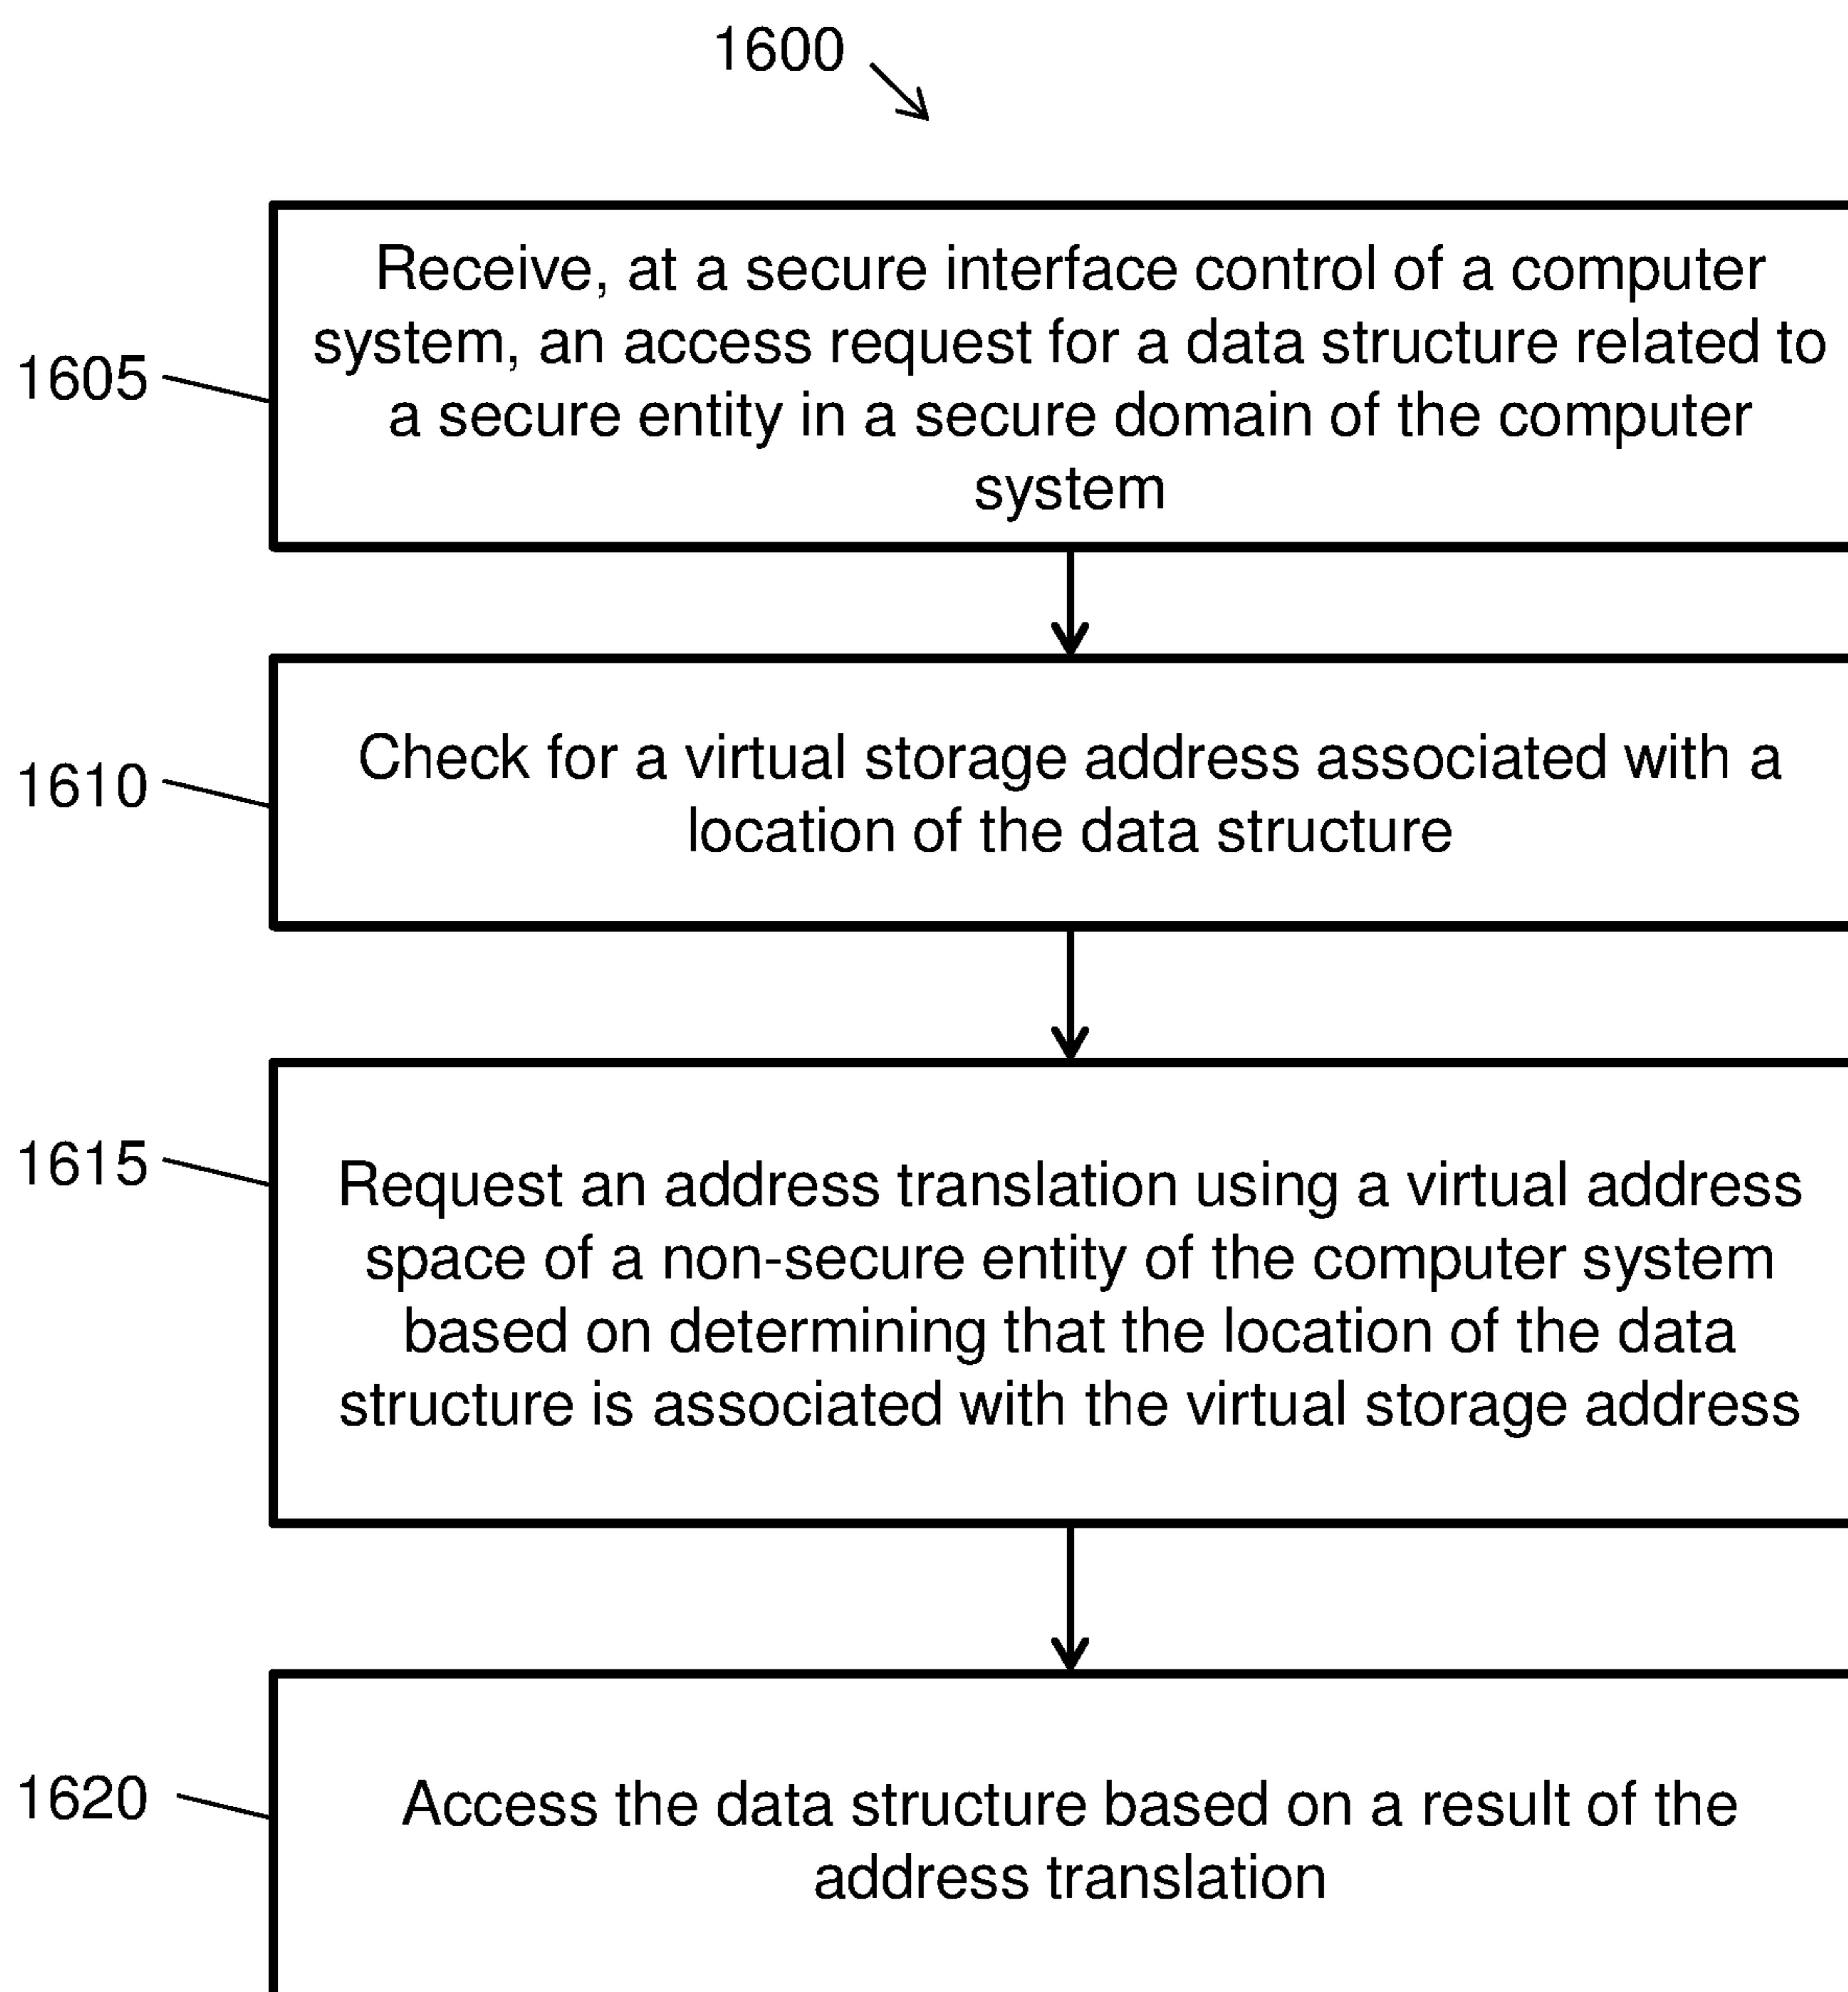 1600
Receive, at a secure interface control of a computer
system, an access request for a data structure related to
a secure entity in a secure domain of the computer
system
1605
Check for a virtual storage address associated with a
location of the data structure
1610
Request an address translation using a virtual address
space of a non-secure entity of the computer system
based on determining that the location of the data
structure is associated with the virtual storage address
1615
Access the data structure based on a result of the
address translation
1620